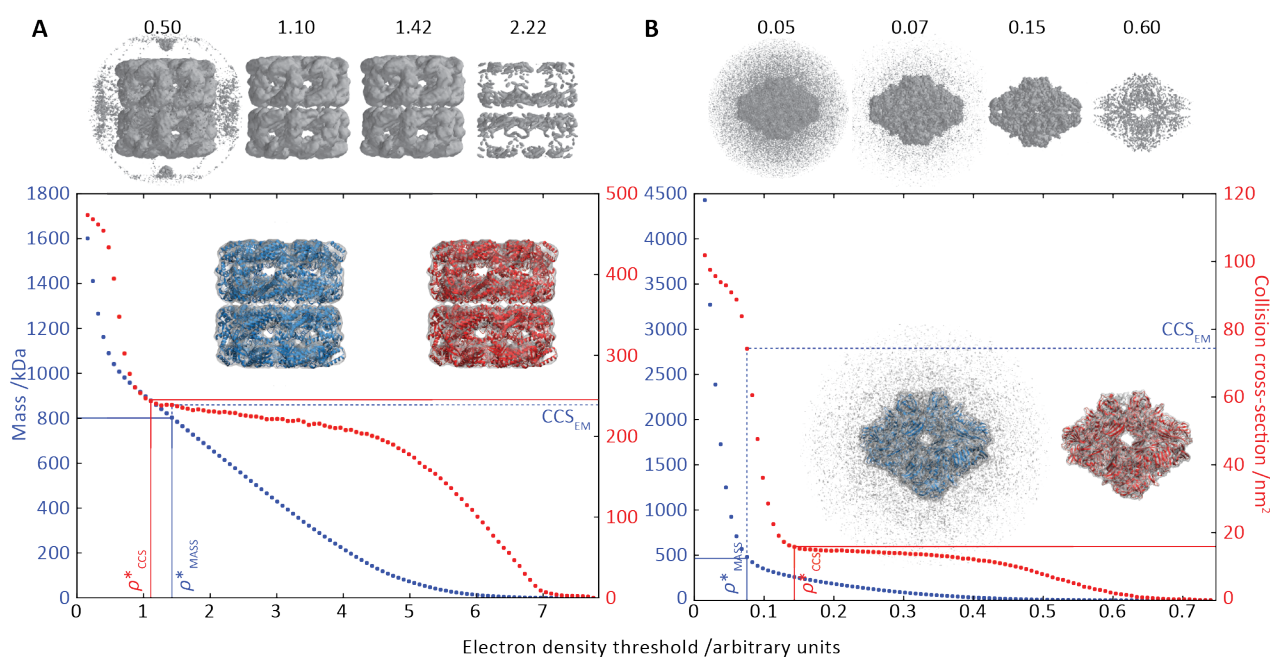 A
0.50 1.10 1.42 2.22
B
0.05 0.07 0.15 0.60
1800
1600
1400
1200
1000
800
600
400
200
0
Mass /kDa
500
400
300
200
100
0
CCS_EM
ρ*_CCS
ρ*_MASS
0 1 2 3 4 5 6 7
4500
4000
3500
3000
2500
2000
1500
1000
500
0
120
100
80
60
40
20
0
Collision cross-section /nm²
CCS_EM
ρ*_MASS
ρ*_CCS
0 0.1 0.2 0.3 0.4 0.5 0.6 0.7
Electron density threshold /arbitrary units